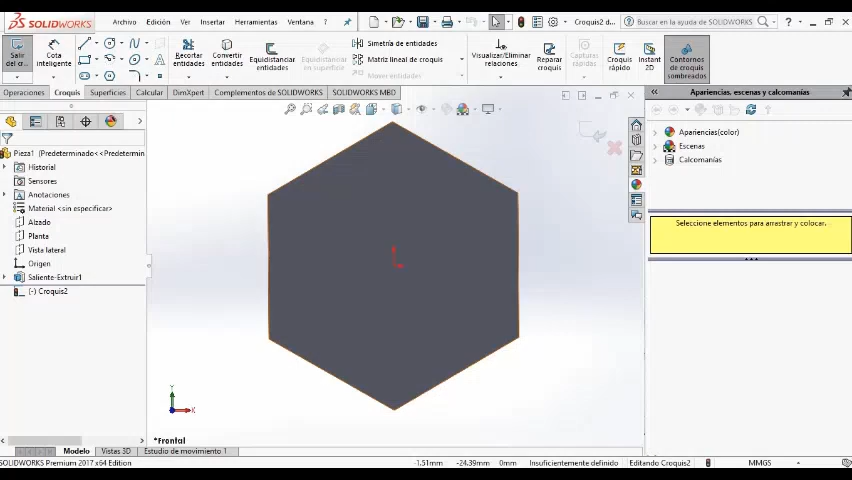 SOLIDWORKS Archivo Edición Ver Insertar Herramientas Ventana ? Croquis2 d... Buscar en la ayuda de SOLIDWORKS
Salir del cr... Cota inteligente Recortar entidades Convertir entidades Equidistanciar entidades Equidistanciar en superficie Simetría de entidades Visualizar/Eliminar relaciones Reparar croquis Capturas rápidas Croquis rápido Instant 2D Contornos de croquis sombreados
Matriz lineal de croquis
Mover entidades
Operaciones Croquis Superficies Calcular DimXpert Complementos de SOLIDWORKS SOLIDWORKS MBD
Apariencias, escenas y calcomanías
Apariencias(color)
Escenas
Calcomanías
Seleccione elementos para arrastrar y colocar.
Pieza1 (Predeterminado<<Predetermin
Historial
Sensores
Anotaciones
Material <sin especificar>
Alzado
Planta
Vista lateral
Origen
Saliente-Extruir1
(-) Croquis2
Y
X
*Frontal
Modelo Vistas 3D Estudio de movimiento 1
SOLIDWORKS Premium 2017 x64 Edition -1.51mm -24.39mm 0mm Insuficientemente definido Editando Croquis2 MMGS